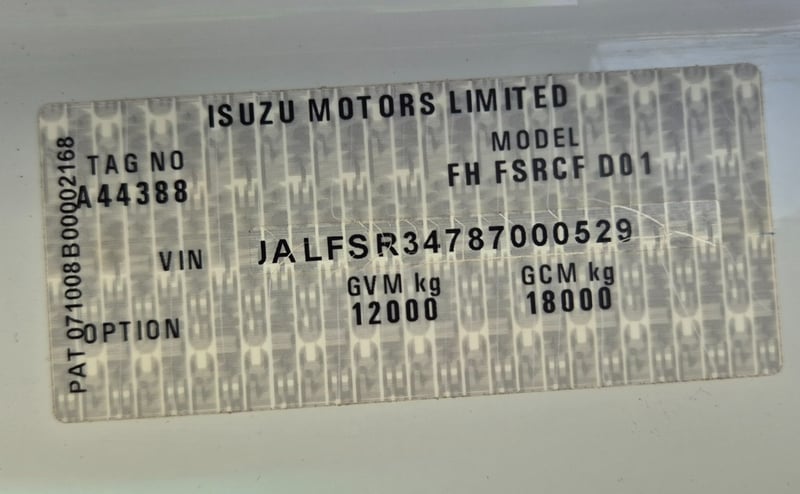 ISUZU MOTORS LIMITED
TAG NO
A44388
MODEL
FH FSRCF D01
VIN JALFSR34787000529
GVM kg
12000
GCM kg
18000
OPTION
PAT 071008B00002168